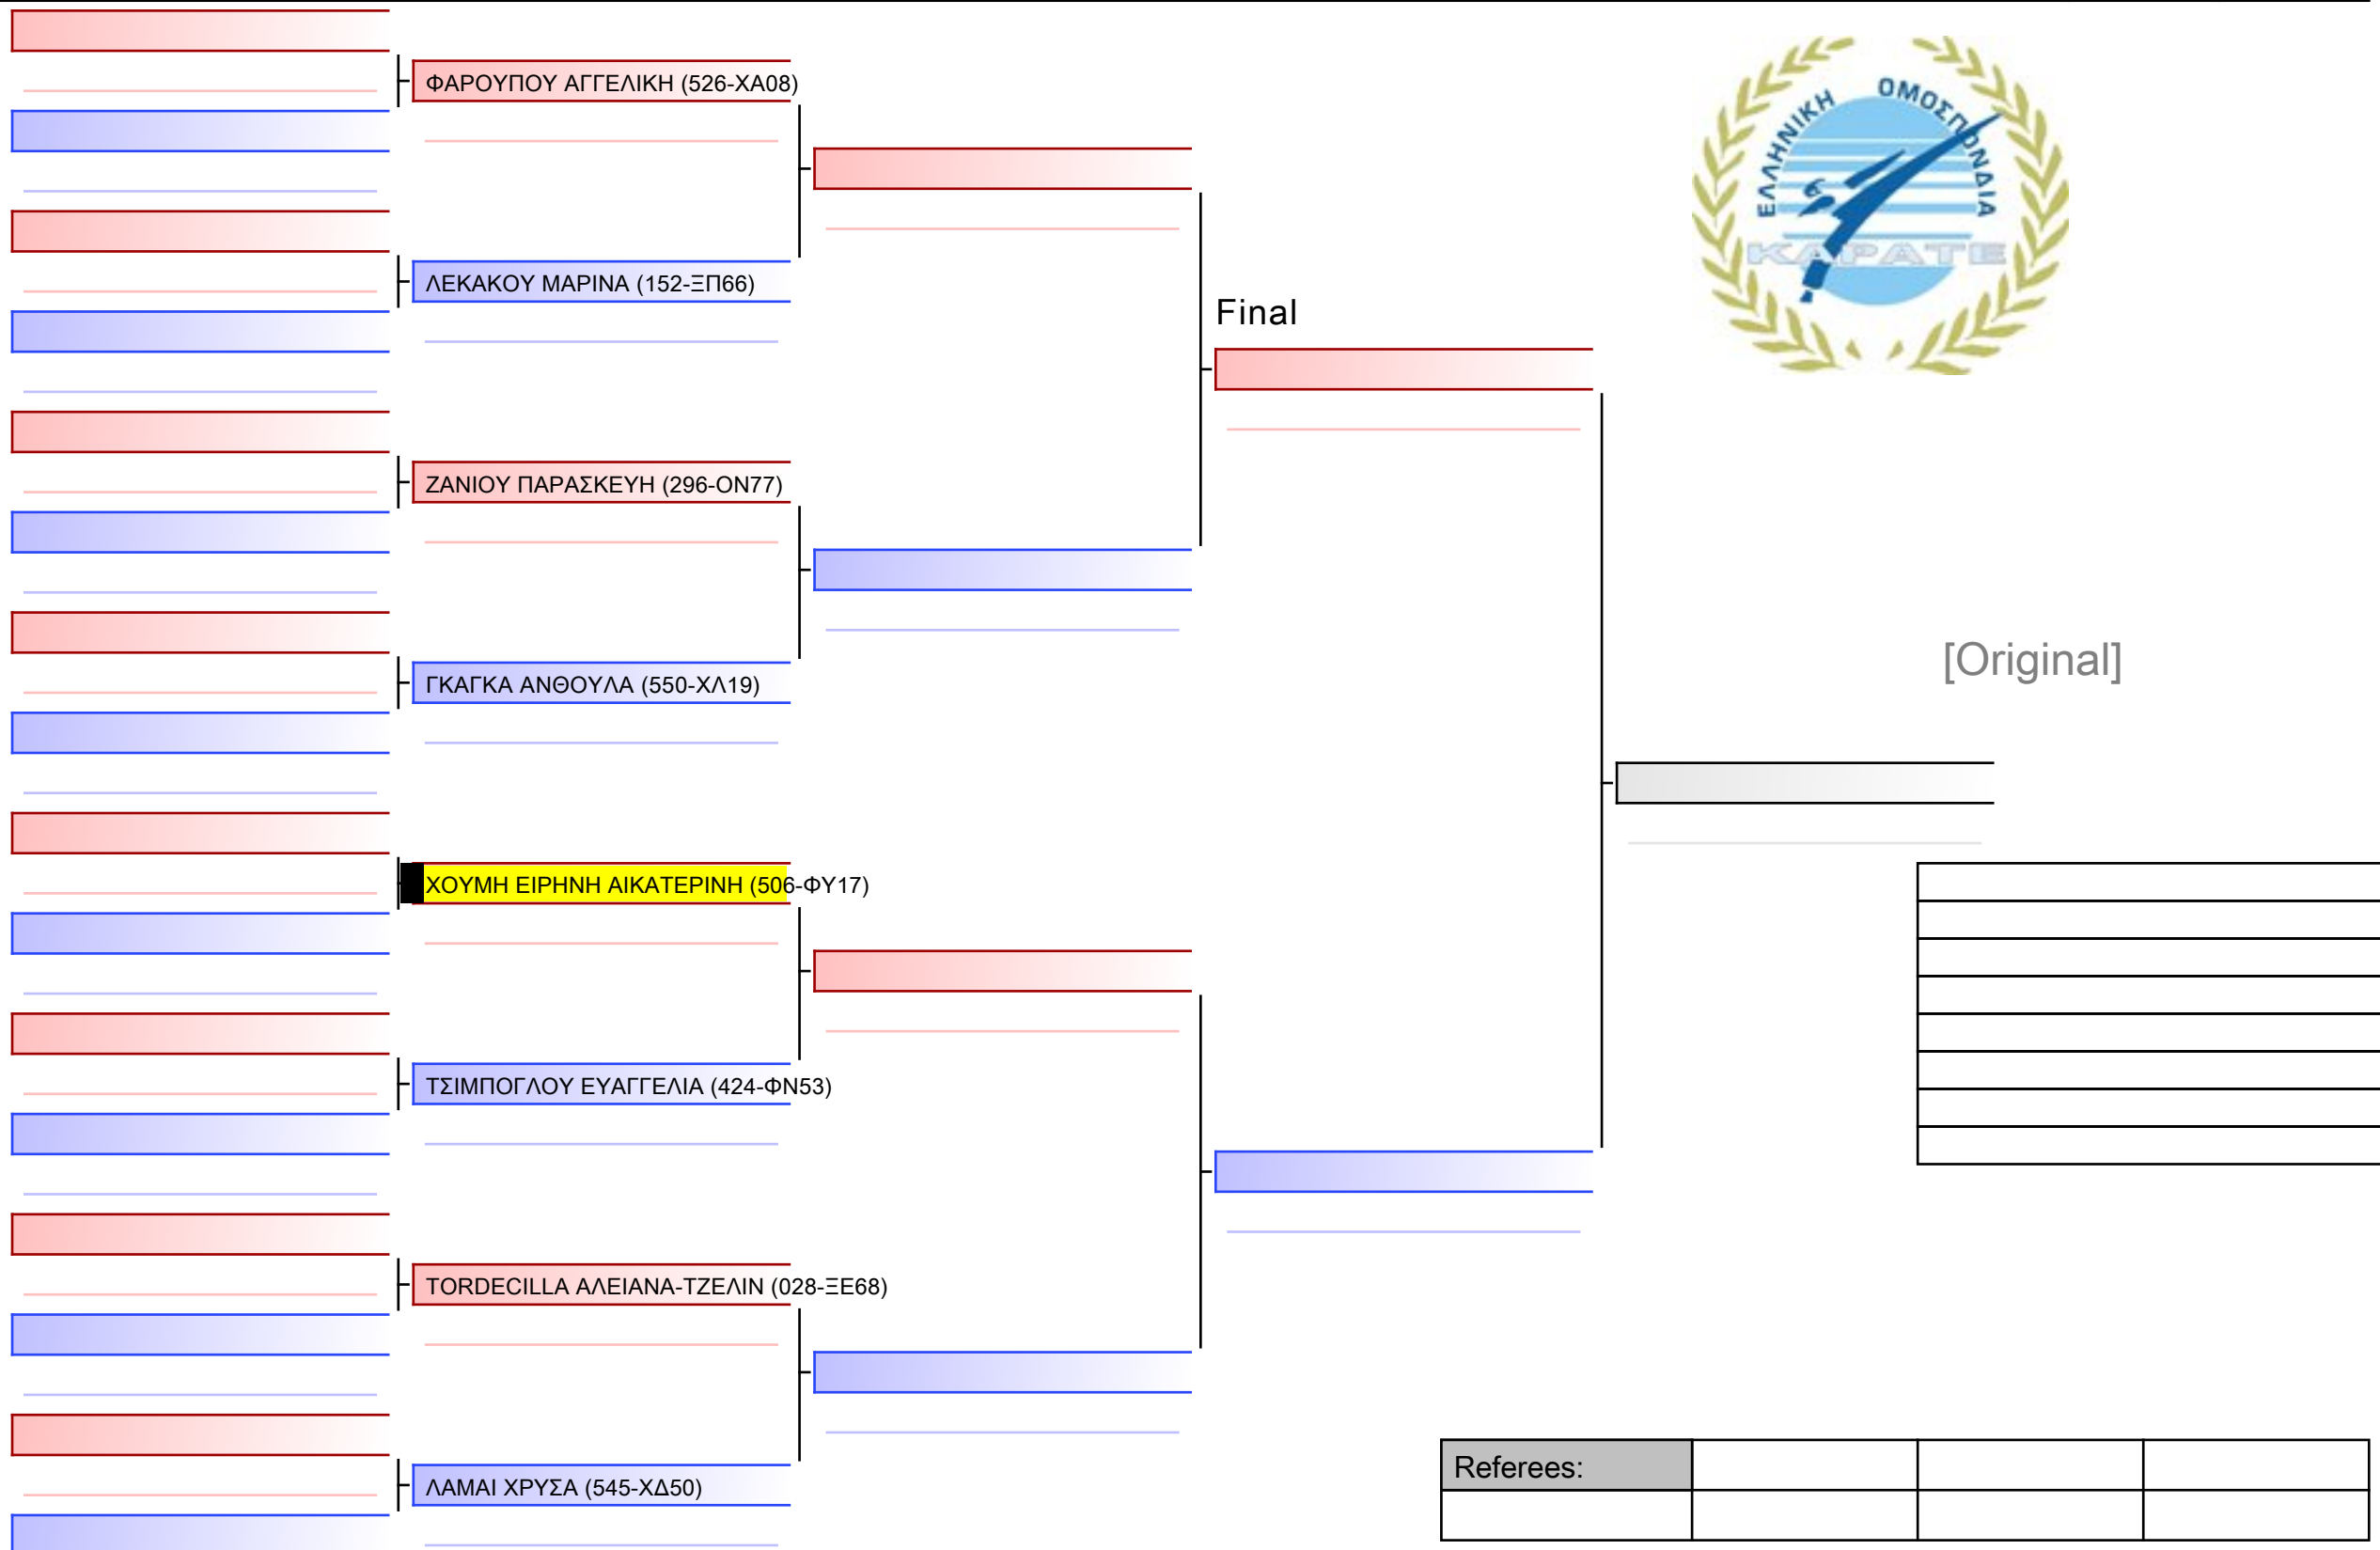 ΦΑΡΟΥΠΟΥ ΑΓΓΕΛΙΚΗ (526-ΧΑ08)
ΕΛΛΗΝΙΚΗ ΟΜΟΣΠΟΝΔΙΑ
ΚΑΡΑΤΕ
ΛΕΚΑΚΟΥ ΜΑΡΙΝΑ (152-ΞΠ66)
Final
ΖΑΝΙΟΥ ΠΑΡΑΣΚΕΥΗ (296-ΟΝ77)
[Original]
ΓΚΑΓΚΑ ΑΝΘΟΥΛΑ (550-ΧΛ19)
ΧΟΥΜΗ ΕΙΡΗΝΗ ΑΙΚΑΤΕΡΙΝΗ (506-ΦΥ17)
ΤΣΙΜΠΟΓΛΟΥ ΕΥΑΓΓΕΛΙΑ (424-ΦΝ53)
TORDECILLA ΑΛΕΙΑΝΑ-ΤΖΕΛΙΝ (028-ΞΕ68)
Referees:
ΛΑΜΑΙ ΧΡΥΣΑ (545-ΧΔ50)